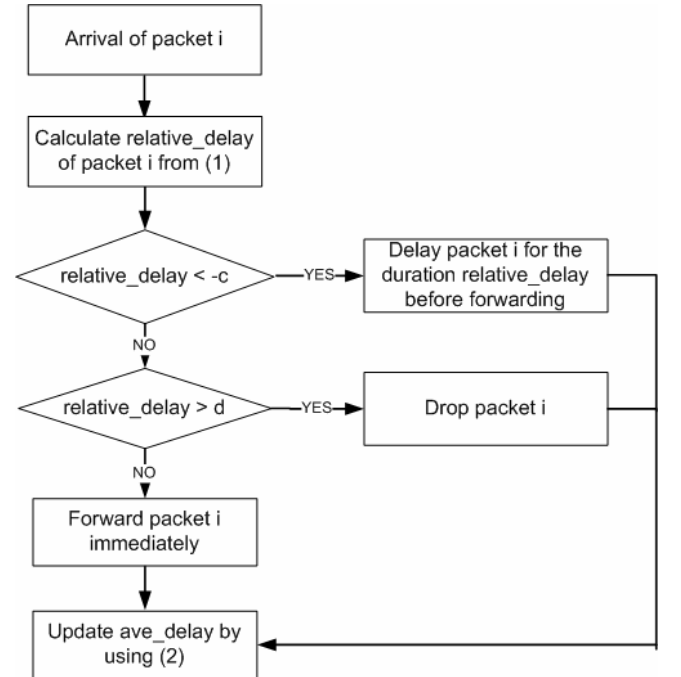 Arrival of packet i
Calculate relative_delay
of packet i from (1)
relative_delay < -c
YES
Delay packet i for the
duration relative_delay
before forwarding
NO
relative_delay > d
YES
Drop packet i
NO
Forward packet i
immediately
Update ave_delay by
using (2)